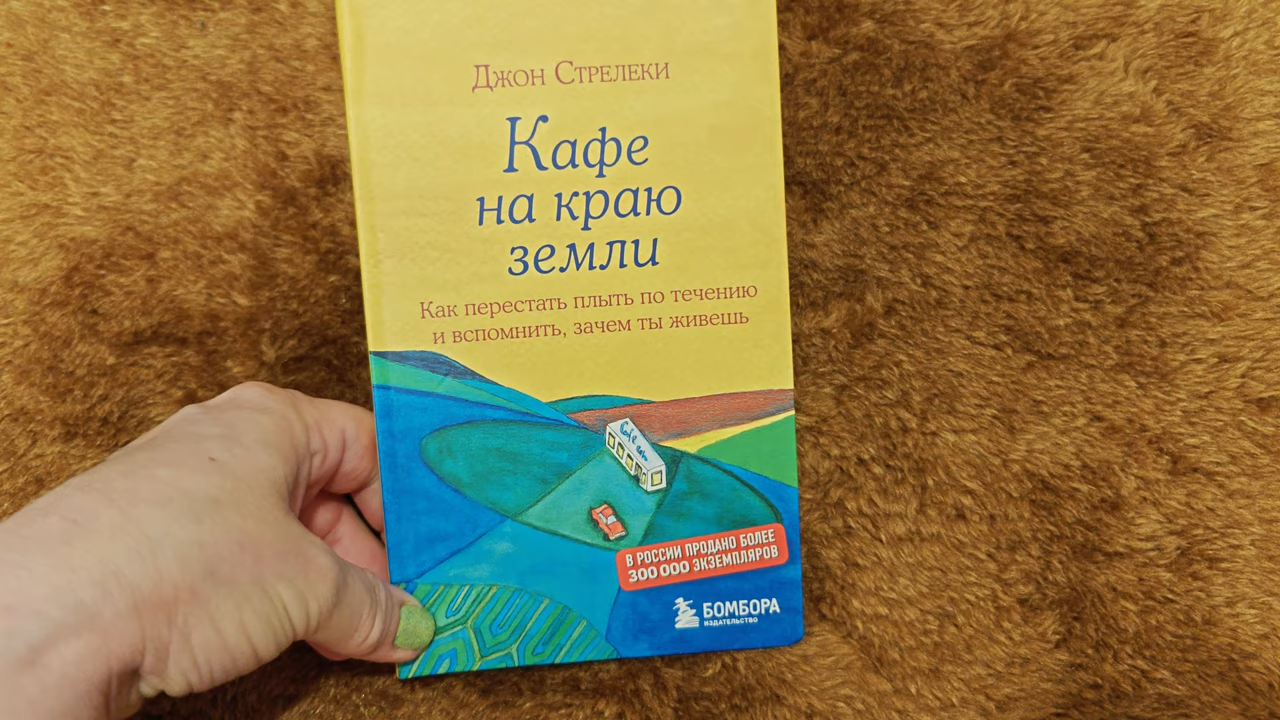 Джон Стрелеки
Кафе
на краю
земли
Как перестать плыть по течению
и вспомнить, зачем ты живешь
В РОССИИ ПРОДАНО БОЛЕЕ
300 000 ЭКЗЕМПЛЯРОВ
БОМБОРА
ИЗДАТЕЛЬСТВО